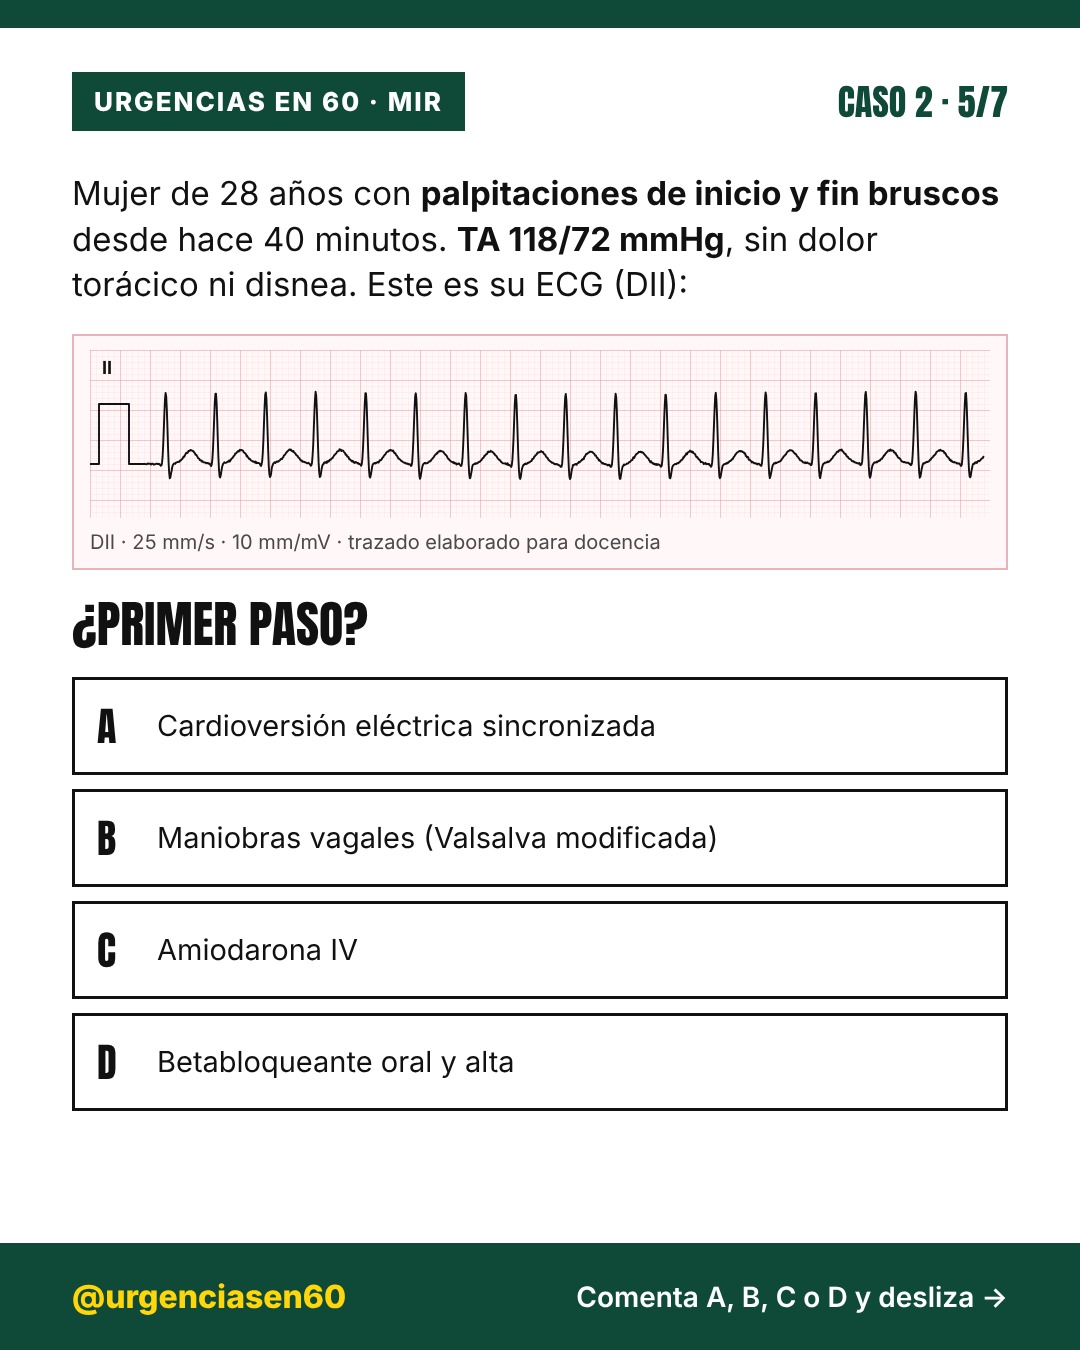 URGENCIAS EN 60 · MIR
CASO 2 · 5/7
Mujer de 28 años con palpitaciones de inicio y fin bruscos
desde hace 40 minutos. TA 118/72 mmHg, sin dolor
torácico ni disnea. Este es su ECG (DII):
II
DII · 25 mm/s · 10 mm/mV · trazado elaborado para docencia
¿PRIMER PASO?
A Cardioversión eléctrica sincronizada
B Maniobras vagales (Valsalva modificada)
C Amiodarona IV
D Betabloqueante oral y alta
@urgenciasen60
Comenta A, B, C o D y desliza →